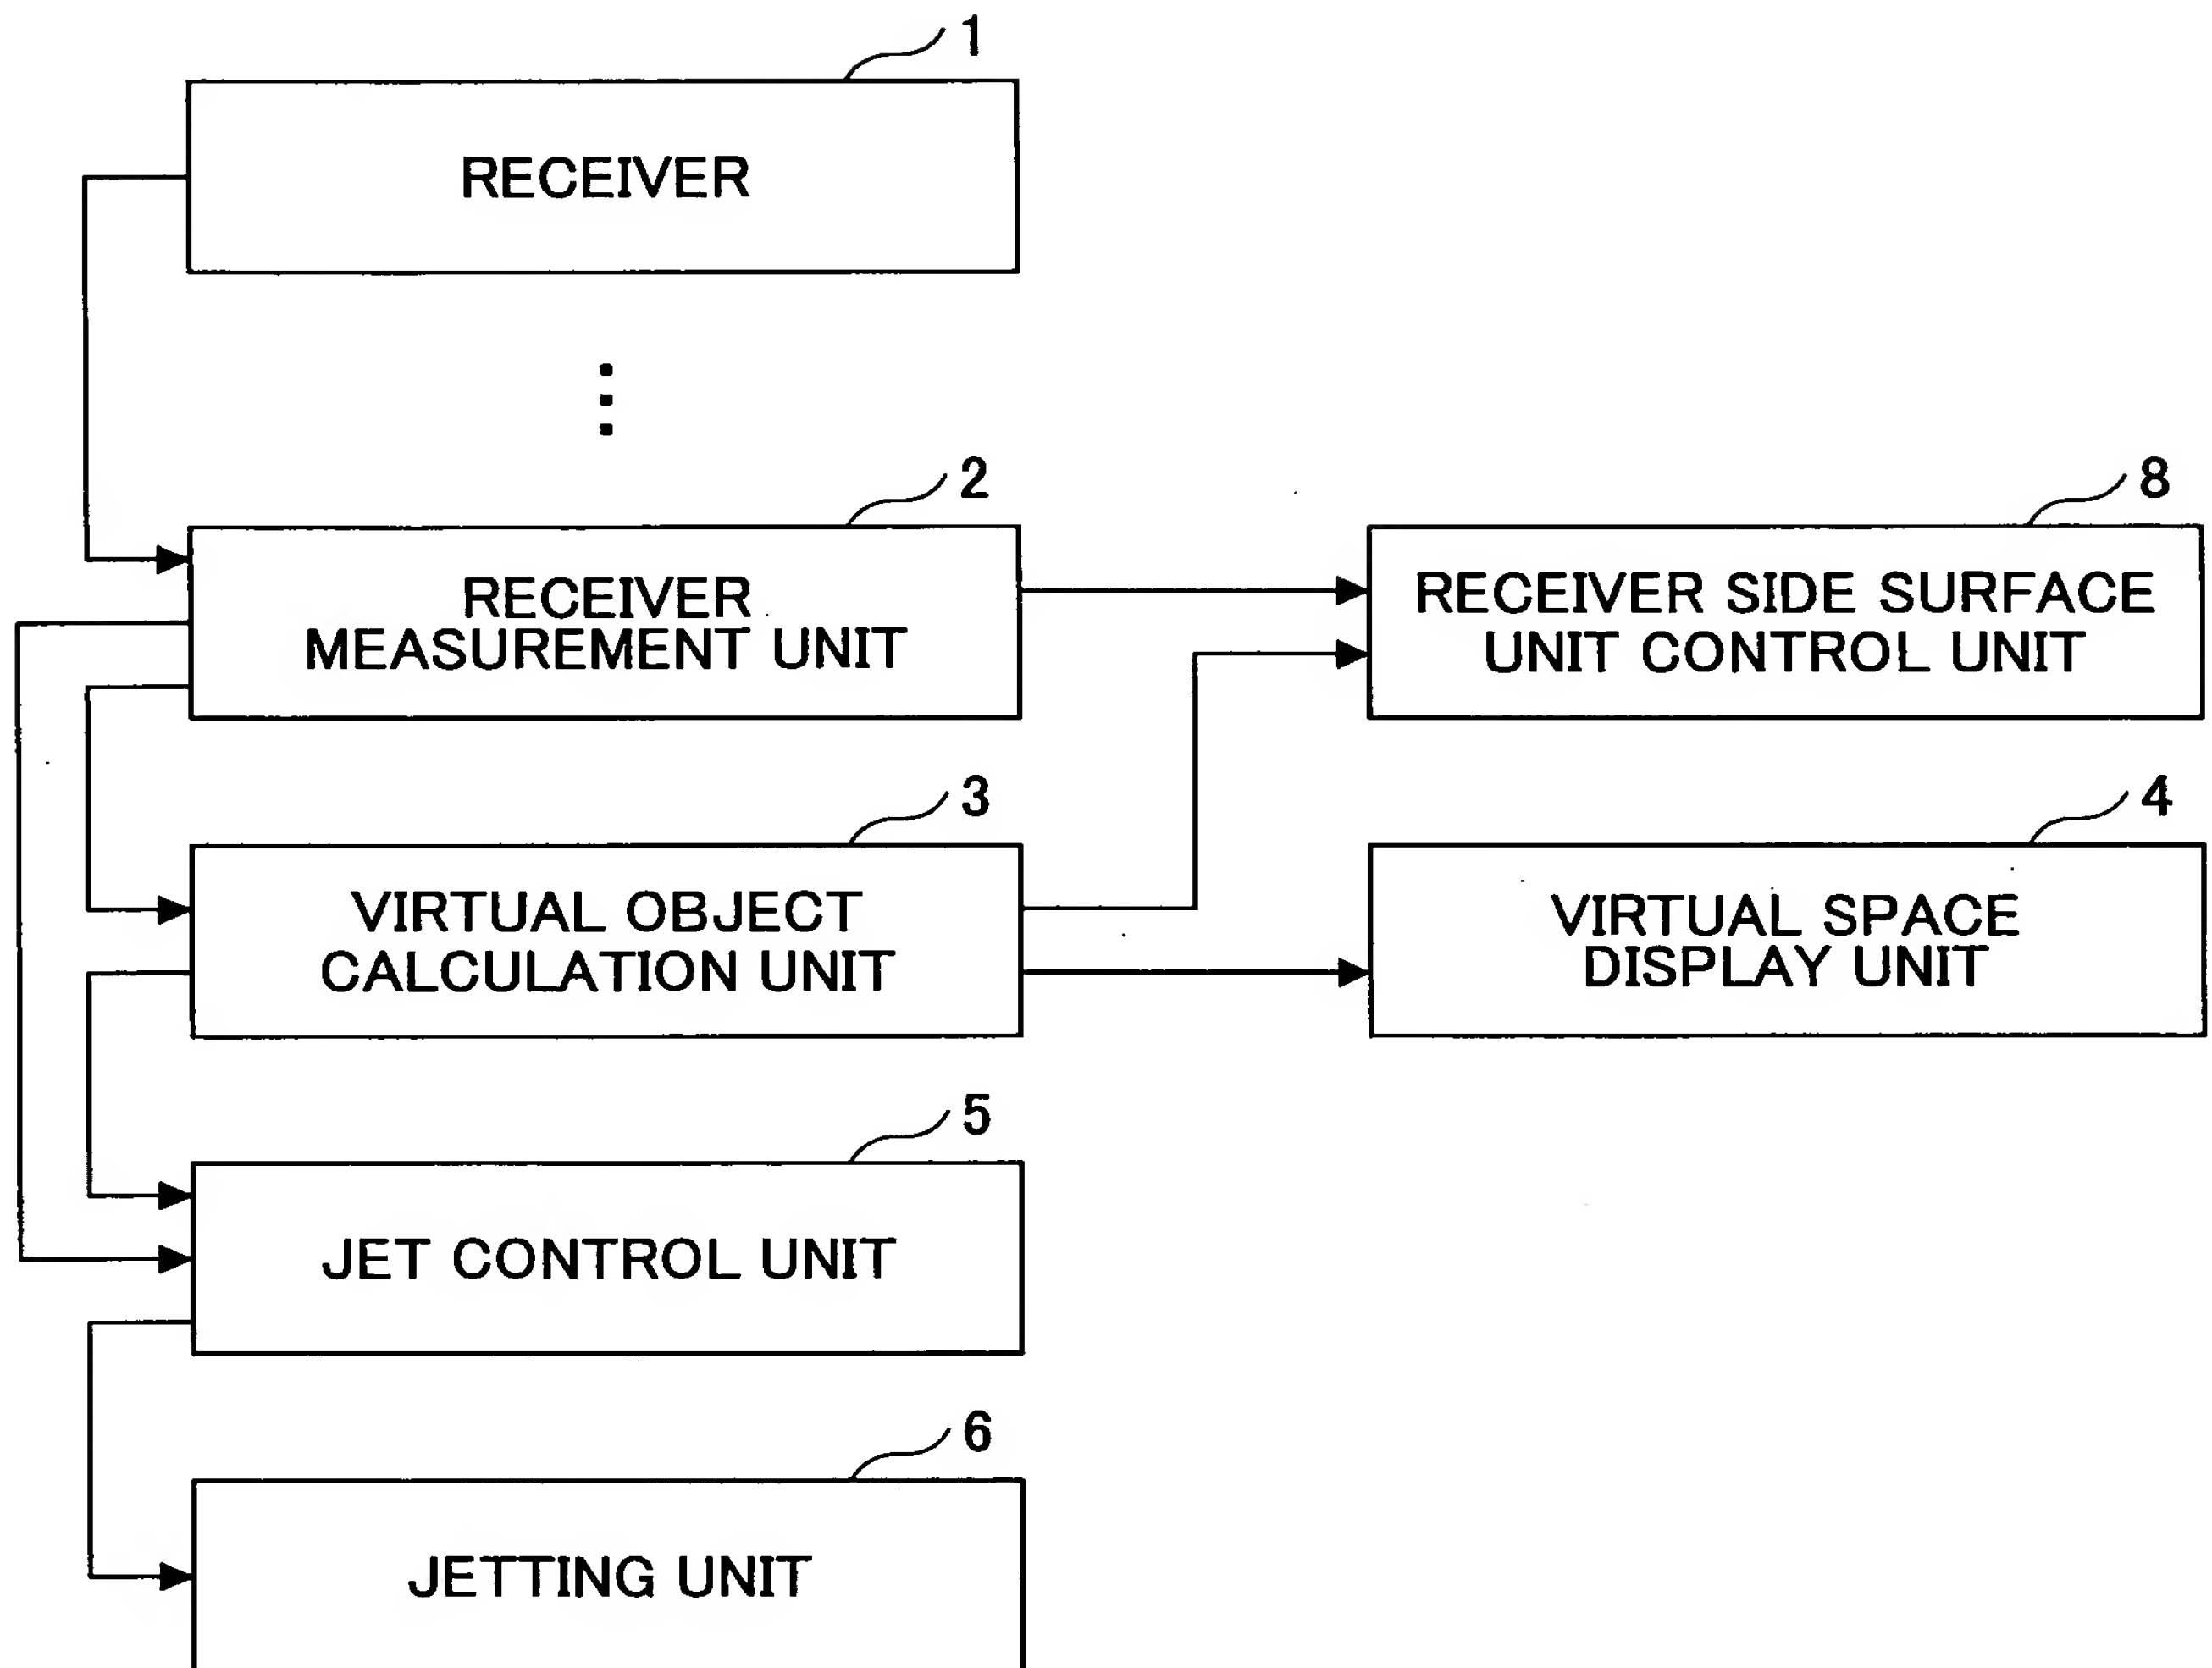 1
RECEIVER
2
RECEIVER
MEASUREMENT UNIT
8
RECEIVER SIDE SURFACE
UNIT CONTROL UNIT
3
VIRTUAL OBJECT
CALCULATION UNIT
4
VIRTUAL SPACE
DISPLAY UNIT
5
JET CONTROL UNIT
6
JETTING UNIT